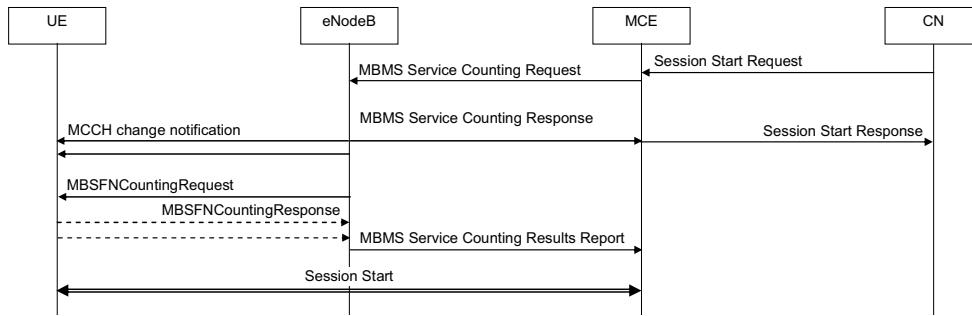 UE
eNodeB
MCE
CN
Session Start Request
MBMS Service Counting Request
MBMS Service Counting Response
MCCH change notification
Session Start Response
MBSFNCountingRequest
MBSFNCountingResponse
MBMS Service Counting Results Report
Session Start